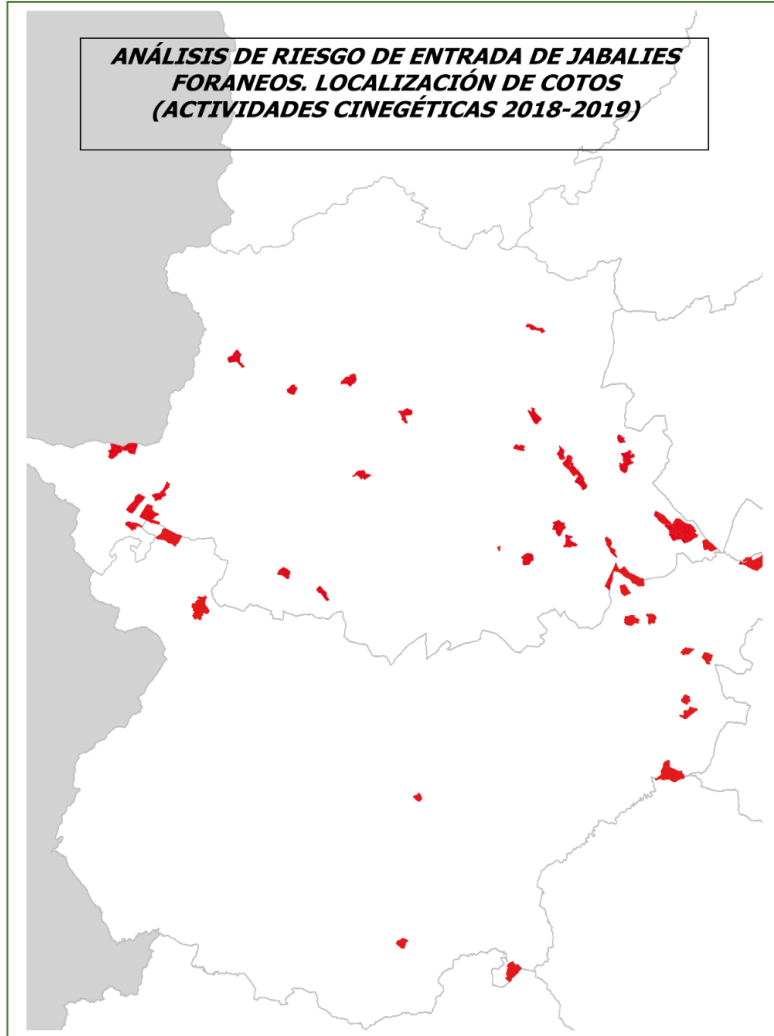 ANÁLISIS DE RIESGO DE ENTRADA DE JABALIES
FORANEOS. LOCALIZACIÓN DE COTOS
(ACTIVIDADES CINEGÉTICAS 2018-2019)